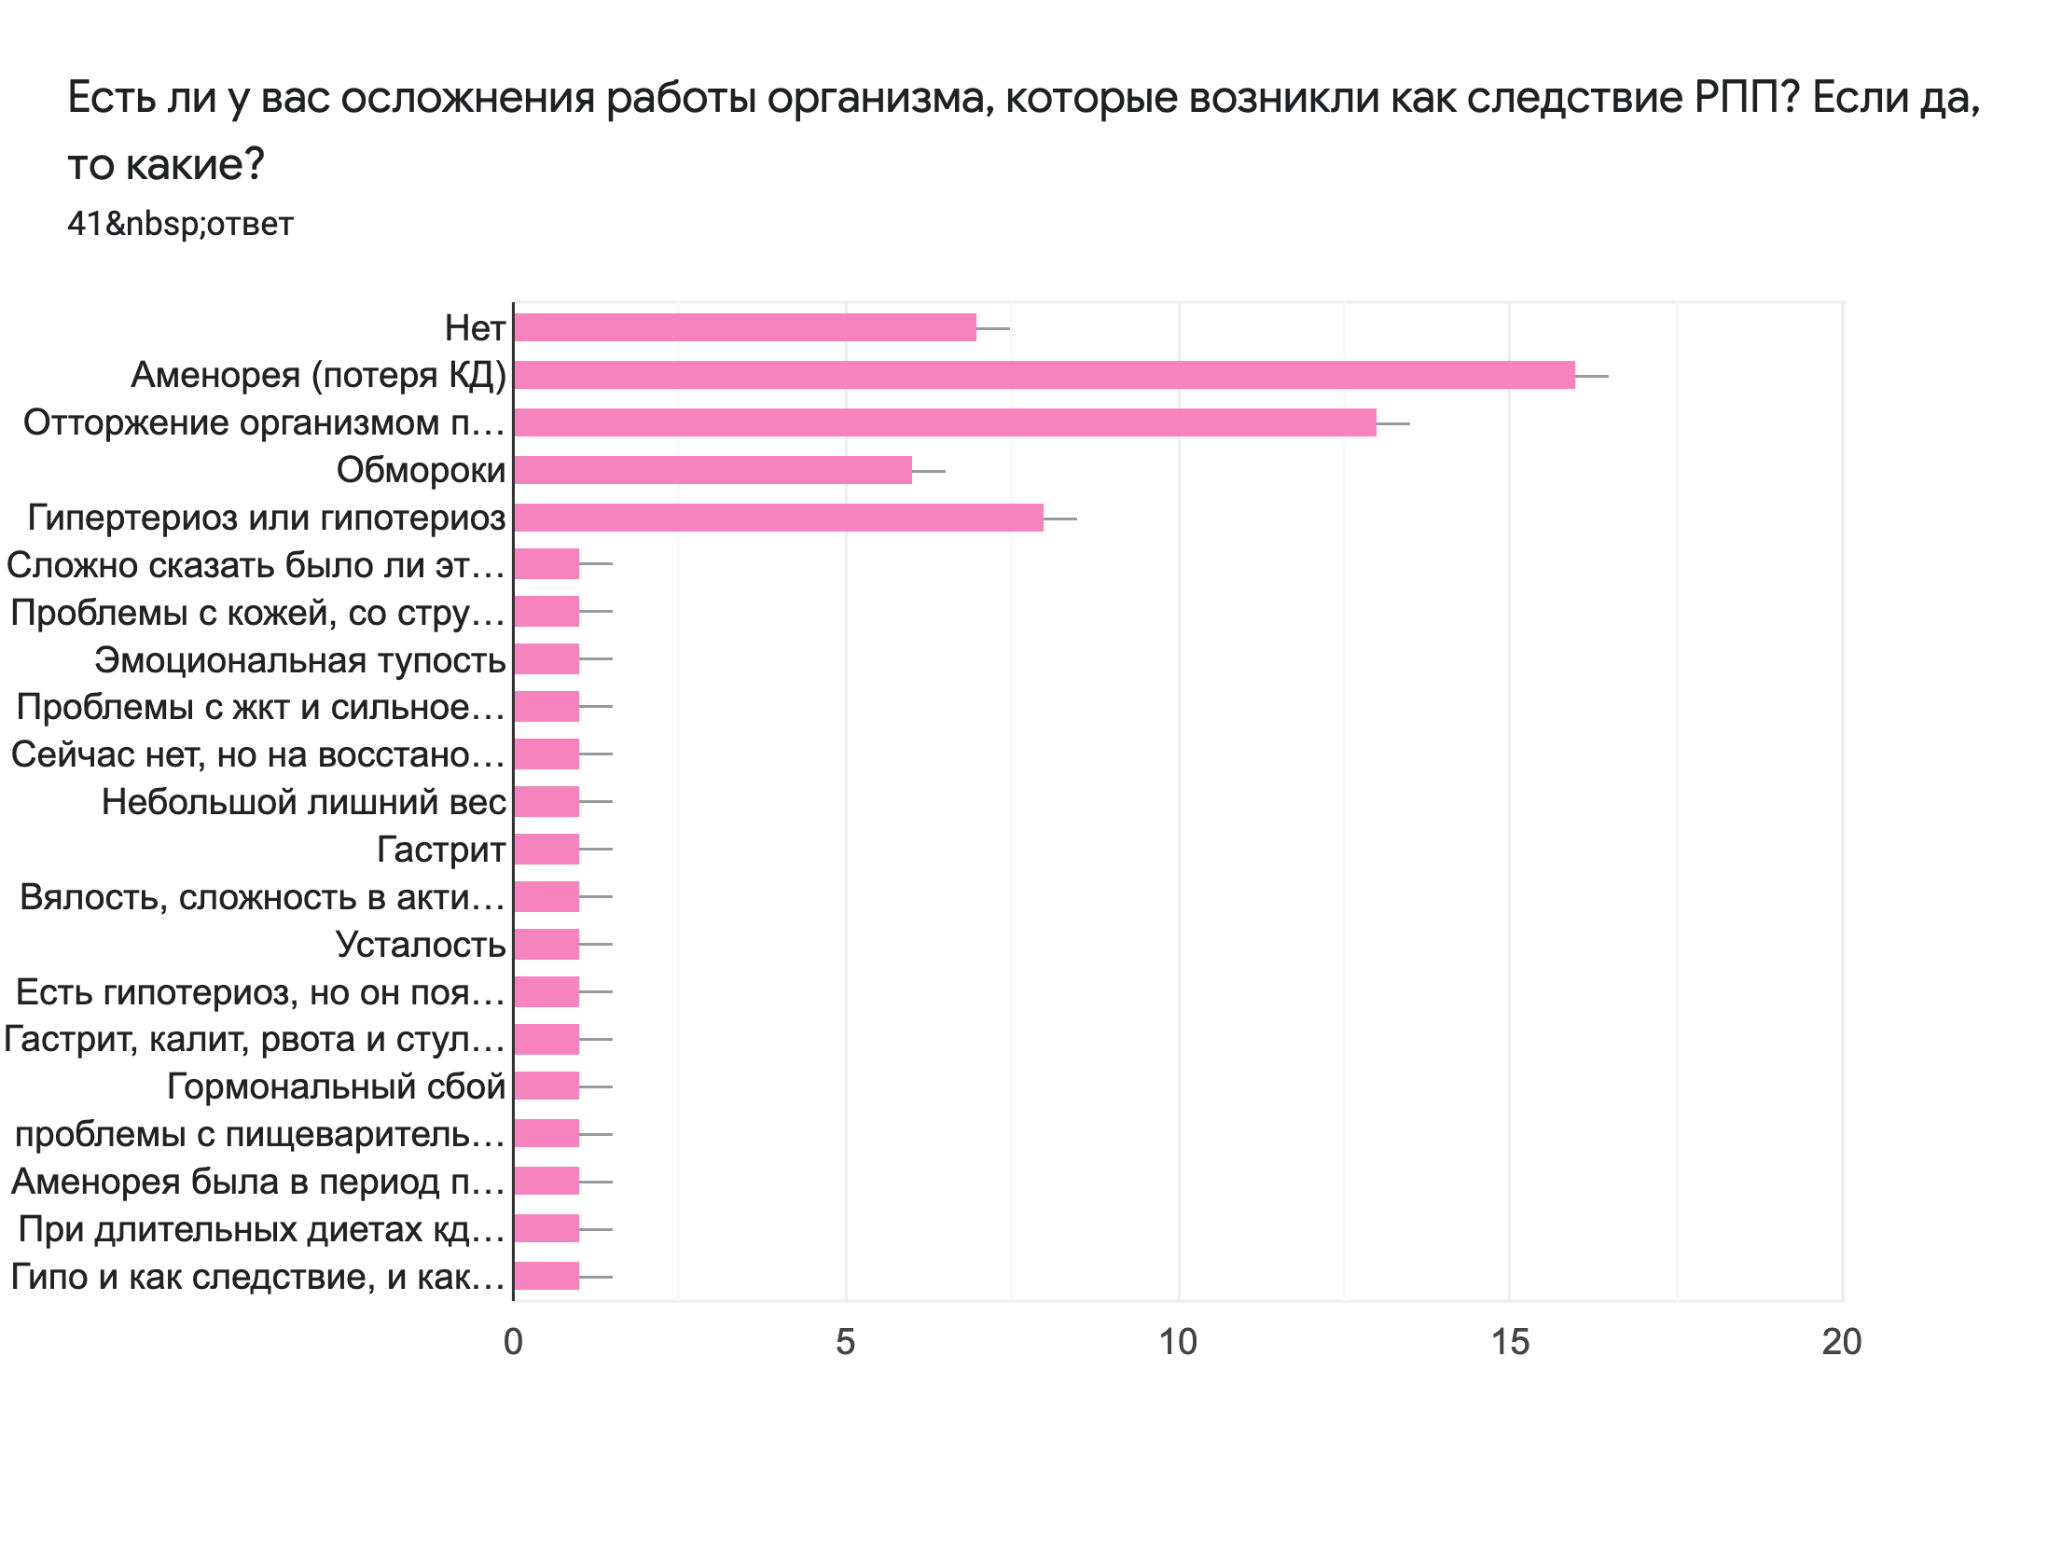 Есть ли у вас осложнения работы организма, которые возникли как следствие РПП? Если да,
то какие?
41&nbsp;ответ
Нет
Аменорея (потеря КД)
Отторжение организмом п…
Обмороки
Гипертериоз или гипотериоз
Сложно сказать было ли эт…
Проблемы с кожей, со стру…
Эмоциональная тупость
Проблемы с жкт и сильное…
Сейчас нет, но на восстано…
Небольшой лишний вес
Гастрит
Вялость, сложность в акти…
Усталость
Есть гипотериоз, но он поя…
Гастрит, калит, рвота и стул…
Гормональный сбой
проблемы с пищеваритель…
Аменорея была в период п…
При длительных диетах кд…
Гипо и как следствие, и как…
0 5 10 15 20